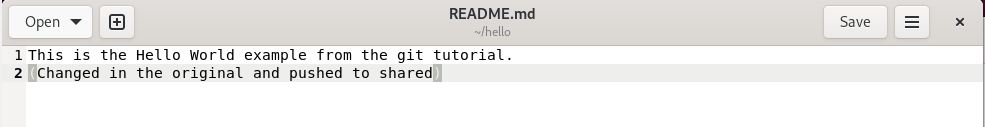 Open
README.md
~/hello
Save
1 This is the Hello World example from the git tutorial.
2 (Changed in the original and pushed to shared)